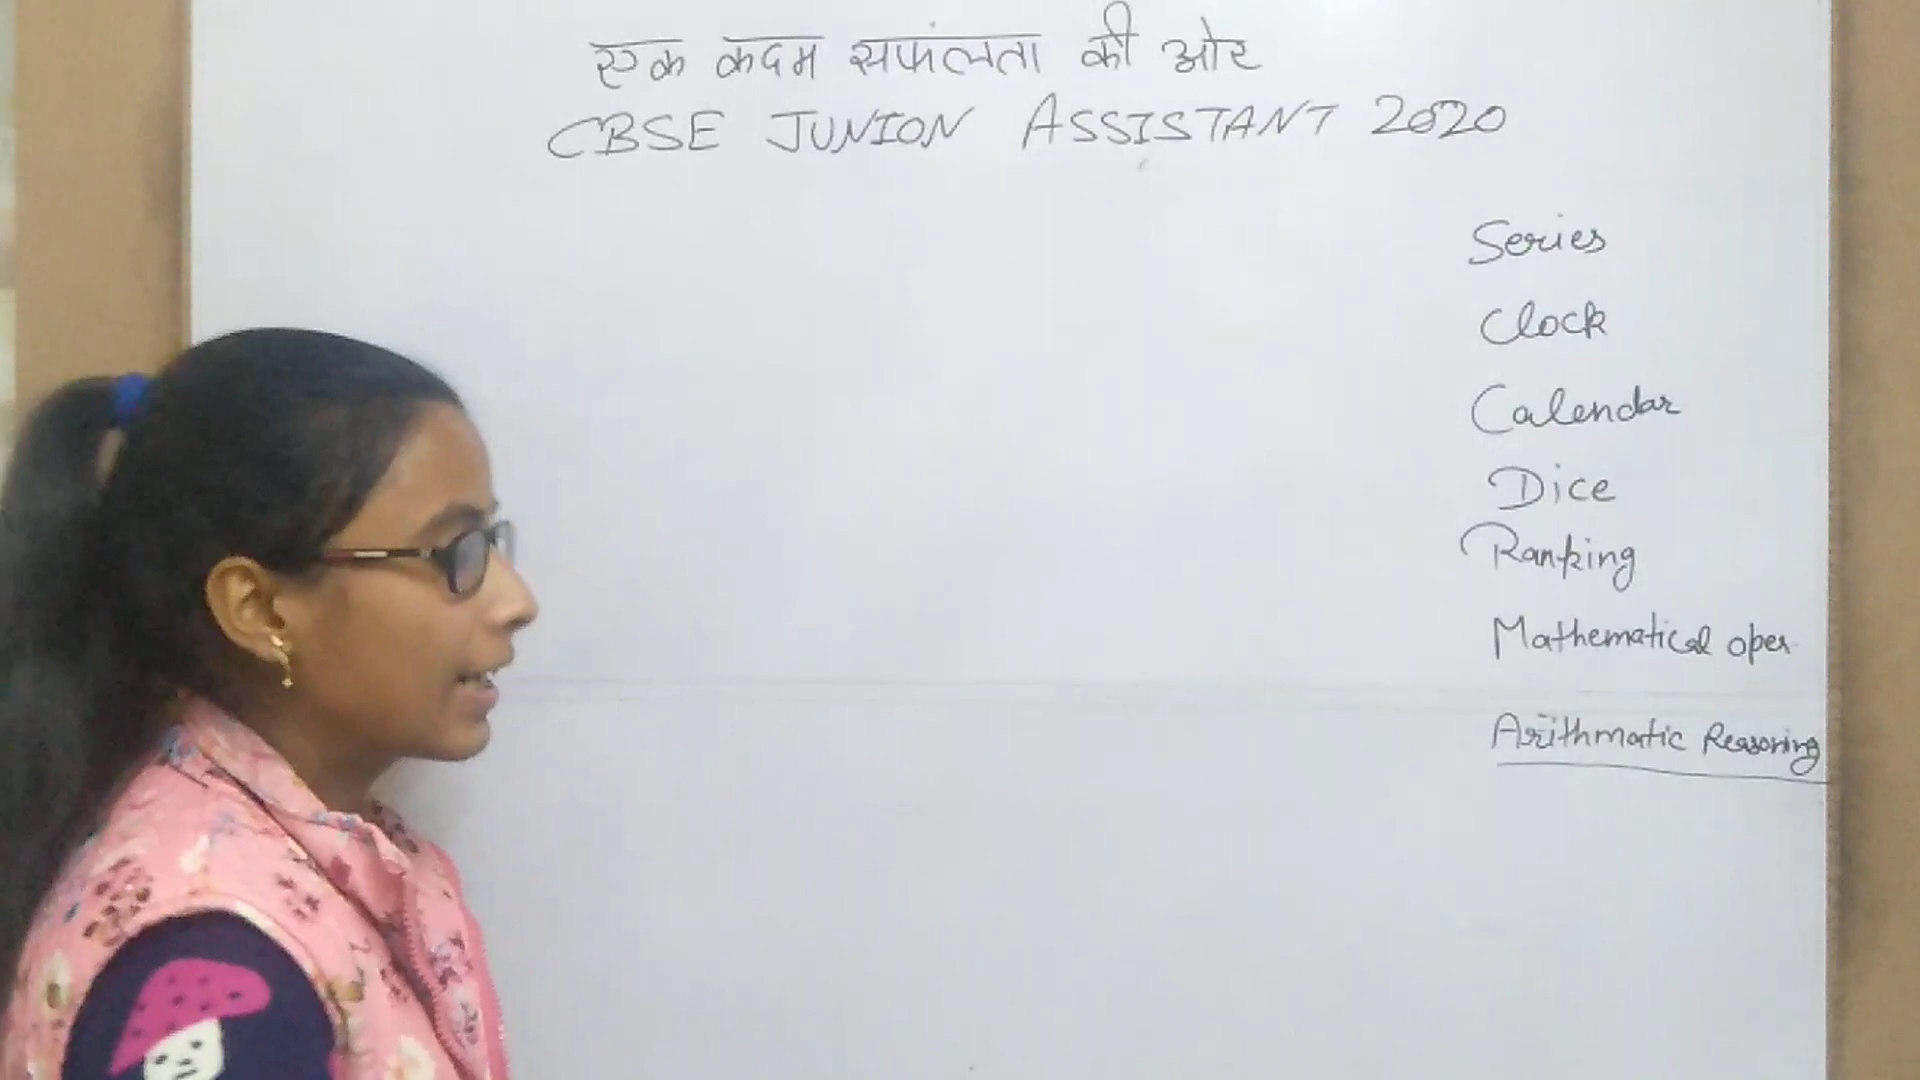 एक कदम सफलता की ओर
CBSE JUNION ASSISTANT 2020
Series
Clock
Calendar
Dice
Ranking
Mathematical oper
Arithmatic Reasoning